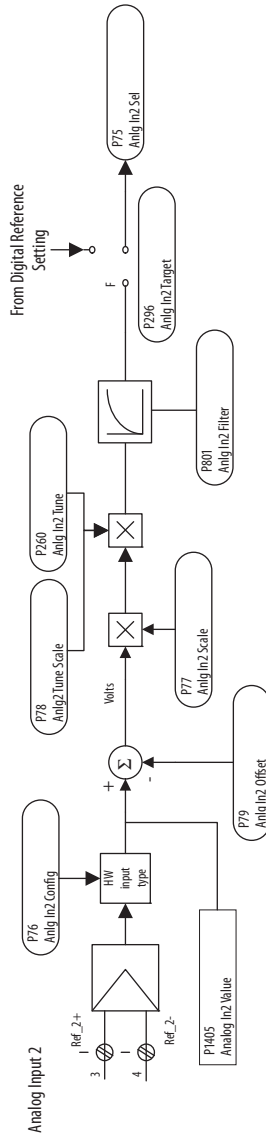 Analog Input 2
Ref_2+
I
3
I
4
Ref_2-
P76
Anlg In2 Config
HW
input
type
P1405
Analog In2 Value
+
Σ
-
P79
Anlg In2 Offset
Volts
P77
Anlg In2 Scale
P78
Anlg2 Tune Scale
P260
Anlg In2 Tune
P801
Anlg In2 Filter
From Digital Reference
Setting
F
P296
Anlg In2 Target
P75
Anlg In2 Sel